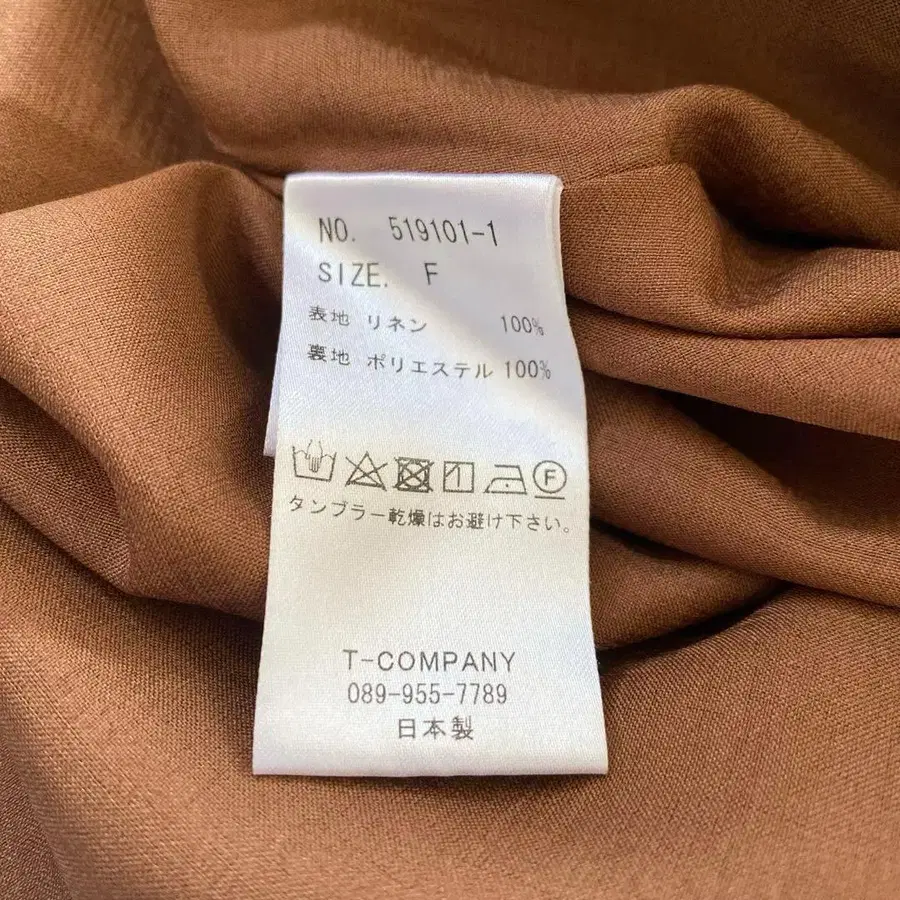 NO. 519101-1
SIZE. F
表地 リネン 100%
裏地 ポリエステル 100%
F
タンブラー乾燥はお避け下さい。
T-COMPANY
089-955-7789
日本製